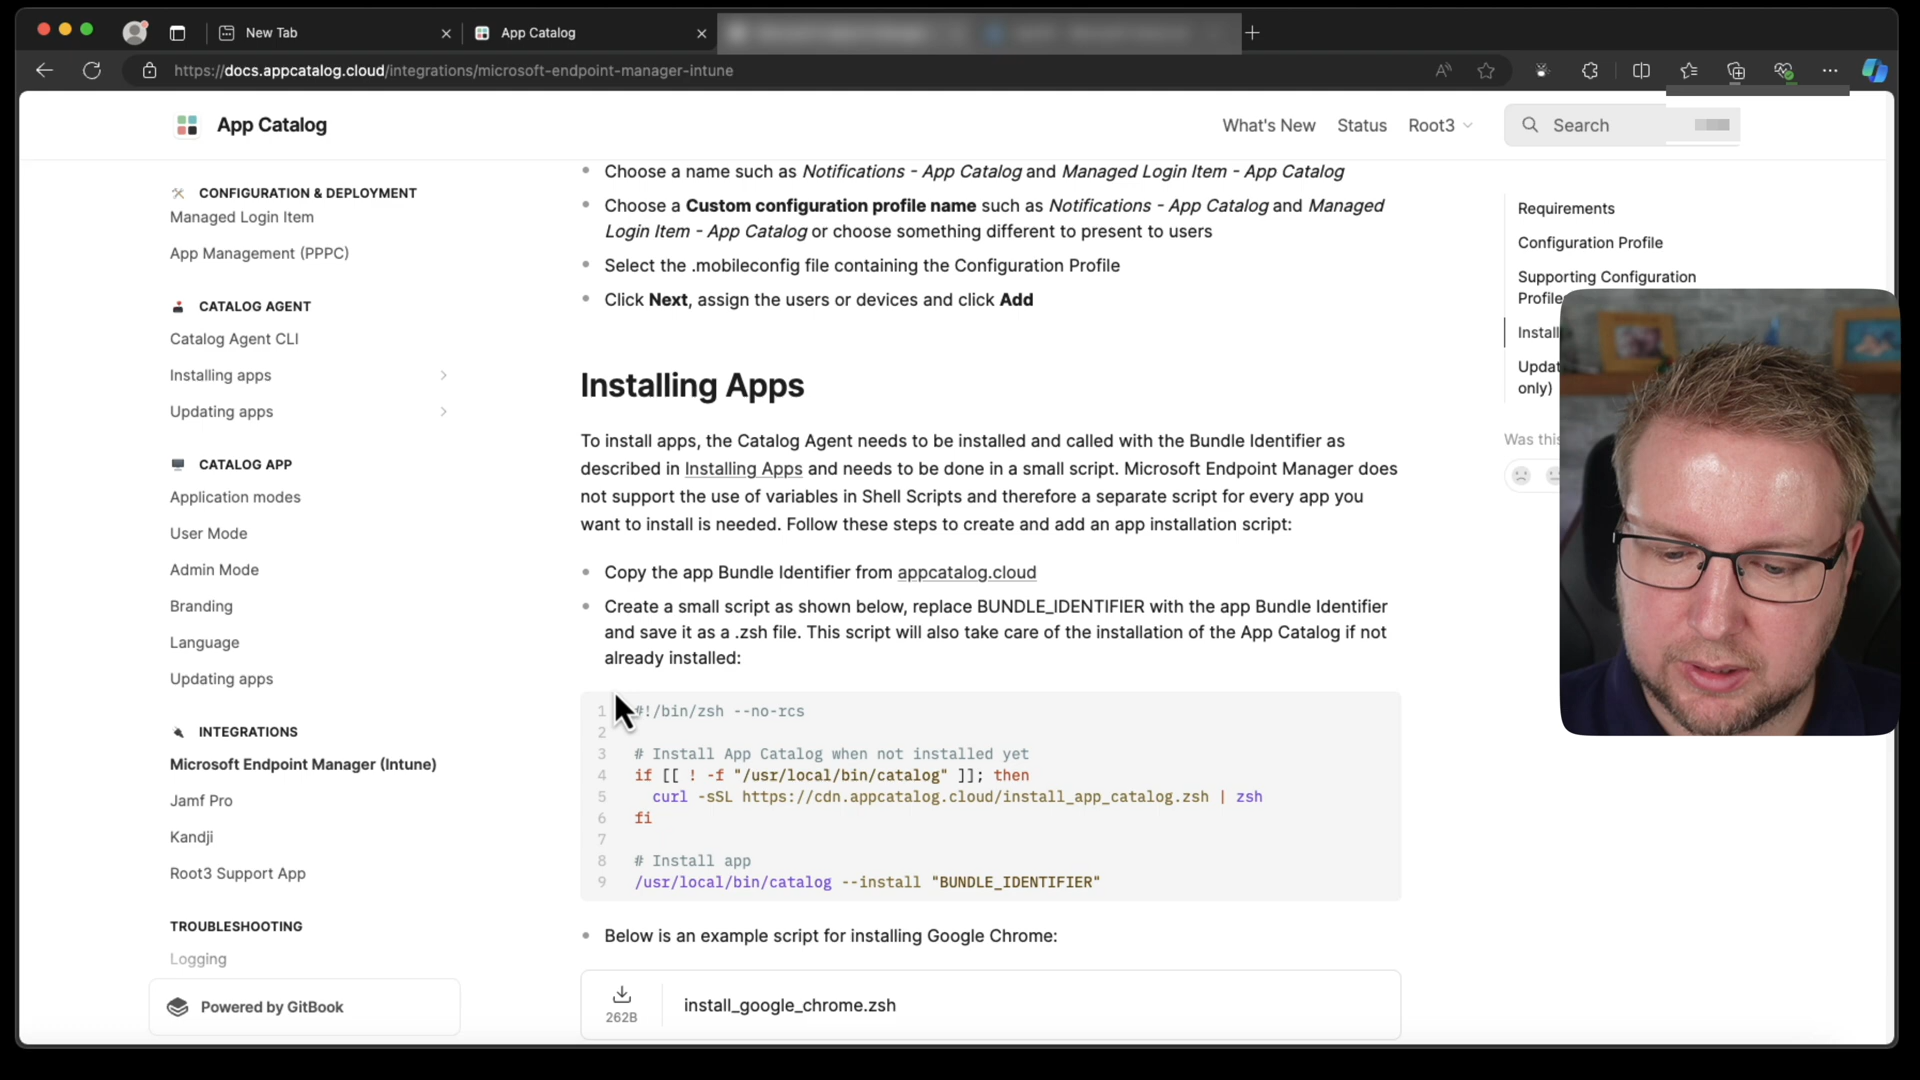 New Tab
App Catalog
https://docs.appcatalog.cloud/integrations/microsoft-endpoint-manager-intune
App Catalog
What's New
Status
Root3
Search
CONFIGURATION & DEPLOYMENT
Managed Login Item
App Management (PPPC)
CATALOG AGENT
Catalog Agent CLI
Installing apps
Updating apps
CATALOG APP
Application modes
User Mode
Admin Mode
Branding
Language
Updating apps
INTEGRATIONS
Microsoft Endpoint Manager (Intune)
Jamf Pro
Kandji
Root3 Support App
TROUBLESHOOTING
Logging
Powered by GitBook
Choose a name such as Notifications - App Catalog and Managed Login Item - App Catalog
Choose a Custom configuration profile name such as Notifications - App Catalog and Managed
Login Item - App Catalog or choose something different to present to users
Select the .mobileconfig file containing the Configuration Profile
Click Next, assign the users or devices and click Add
Installing Apps
To install apps, the Catalog Agent needs to be installed and called with the Bundle Identifier as
described in Installing Apps and needs to be done in a small script. Microsoft Endpoint Manager does
not support the use of variables in Shell Scripts and therefore a separate script for every app you
want to install is needed. Follow these steps to create and add an app installation script:
Copy the app Bundle Identifier from appcatalog.cloud
Create a small script as shown below, replace BUNDLE_IDENTIFIER with the app Bundle Identifier
and save it as a .zsh file. This script will also take care of the installation of the App Catalog if not
already installed:
1 #!/bin/zsh --no-rcs
2
3 # Install App Catalog when not installed yet
4 if [[ ! -f "/usr/local/bin/catalog" ]]; then
5 curl -sSL https://cdn.appcatalog.cloud/install_app_catalog.zsh | zsh
6 fi
7
8 # Install app
9 /usr/local/bin/catalog --install "BUNDLE_IDENTIFIER"
Below is an example script for installing Google Chrome:
262B
install_google_chrome.zsh
Requirements
Configuration Profile
Supporting Configuration
Profile
Install
Updat
only)
Was this